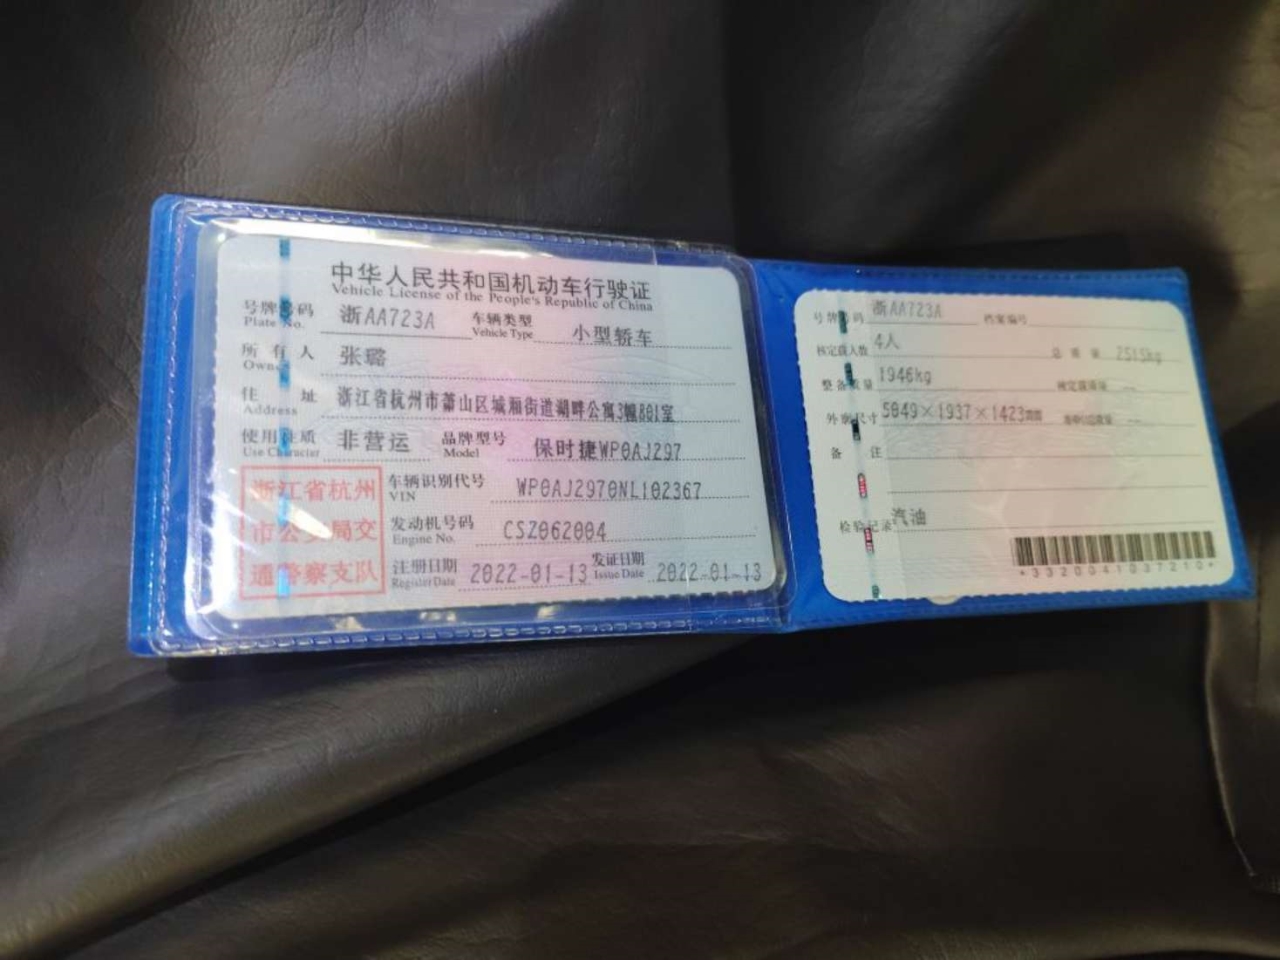 中华人民共和国机动车行驶证
Vehicle License of the People's Republic of China
号牌号码 浙AA723A 车辆类型 小型轿车
Plate No. Vehicle Type
所有人 张璐
Owner
住址 浙江省杭州市萧山区城厢街道湖畔公寓3幢801室
Address
使用性质 非营运 品牌型号 保时捷WP0AJ297
Use Character Model
浙江省杭州
市公安局交
通警察支队
车辆识别代号 WP0AJ2970NL102367
VIN
发动机号码 CSZ062004
Engine No.
注册日期 2022-01-13 发证日期 2022-01-13
Register Date Issue Date
号牌号码 浙AA723A 档案编号
核定载人数 4人 总质量 2515kg
整备质量 1946kg 核定载质量 --
外廓尺寸 5049×1937×1423 --
备注
检验记录 汽油
*3320041037210*